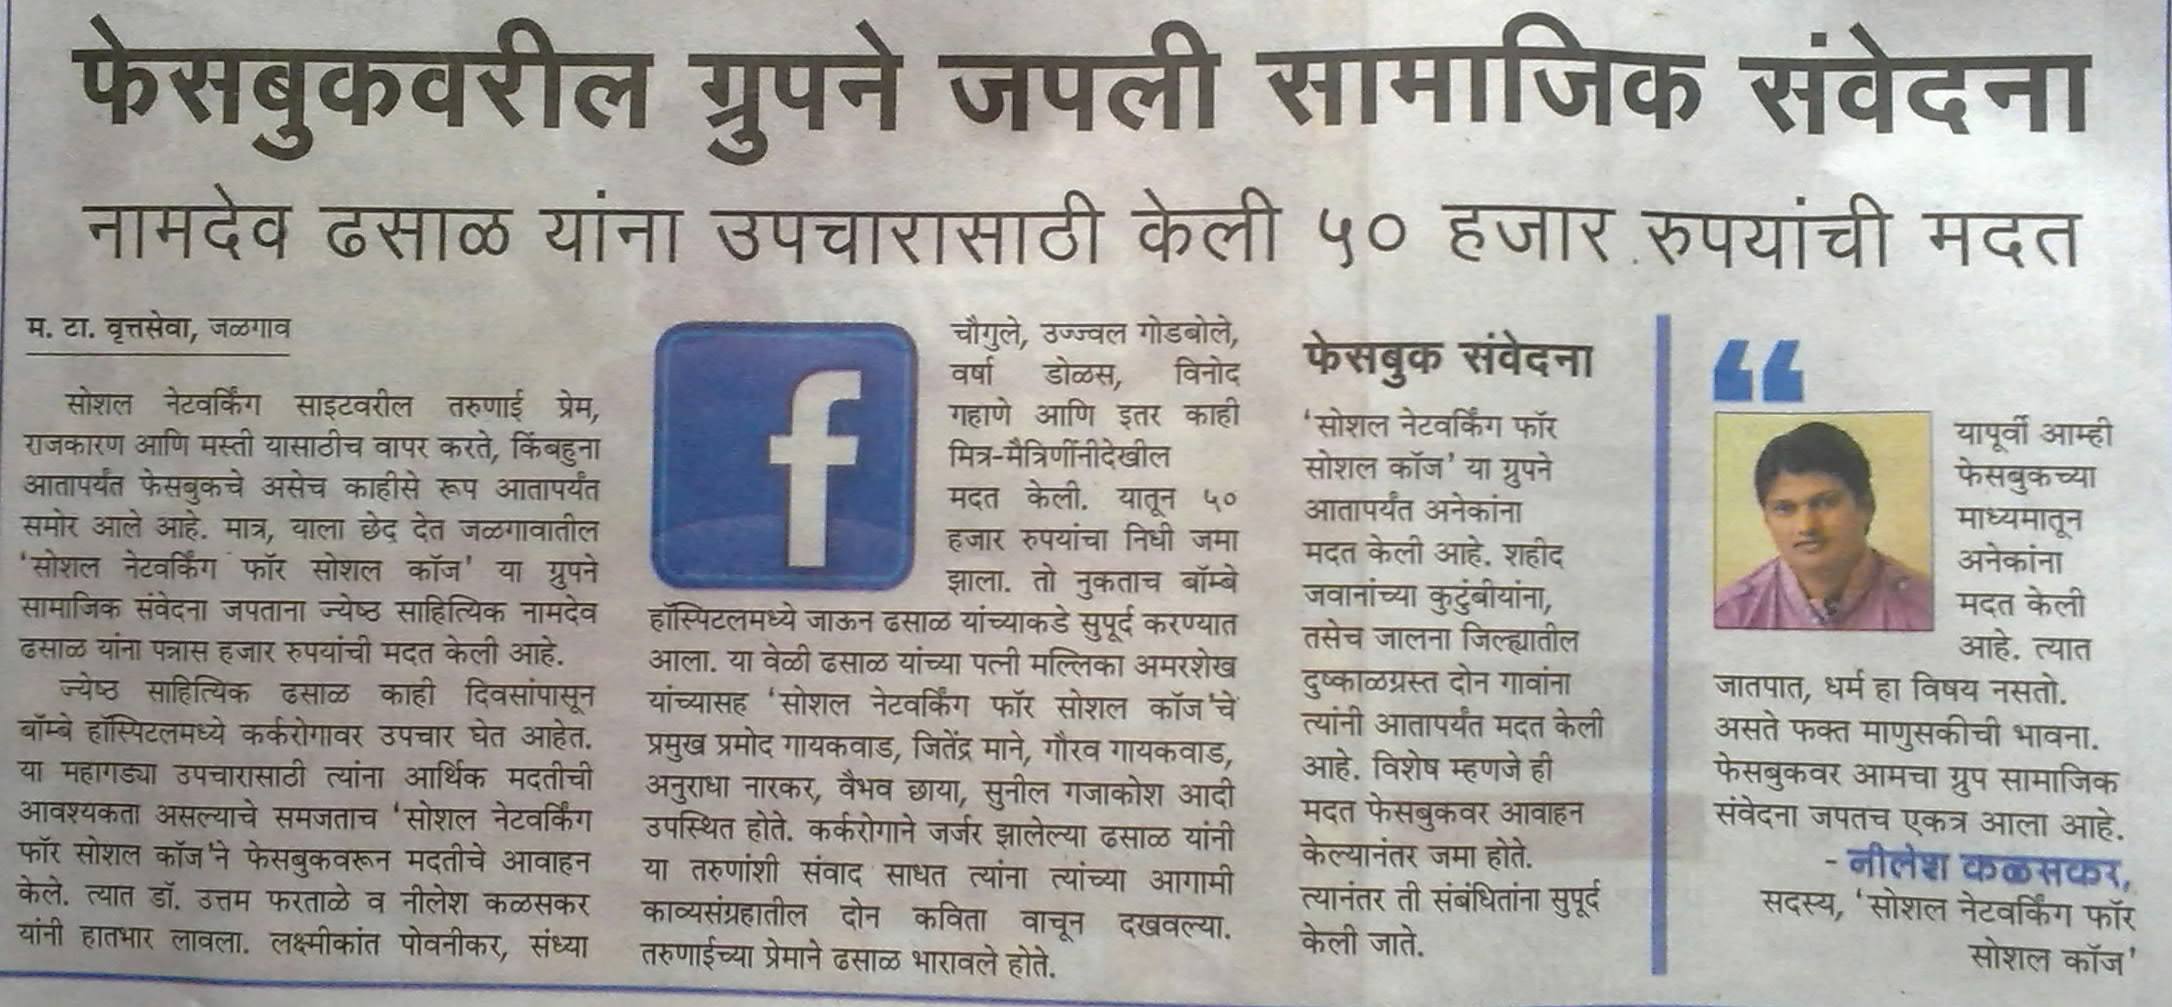 फेसबुकवरील ग्रुपने जपली सामाजिक संवेदना
नामदेव ढसाळ यांना उपचारासाठी केली ५० हजार रुपयांची मदत
म. टा. वृत्तसेवा, जळगाव
सोशल नेटवर्किंग साइटवरील तरुणाई प्रेम,
राजकारण आणि मस्ती यासाठीच वापर करते, किंबहुना
आतापर्यंत फेसबुकचे असेच काहीसे रूप आतापर्यंत
समोर आले आहे. मात्र, याला छेद देत जळगावातील
'सोशल नेटवर्किंग फॉर सोशल कॉज' या ग्रुपने
सामाजिक संवेदना जपताना ज्येष्ठ साहित्यिक नामदेव
ढसाळ यांना पन्नास हजार रुपयांची मदत केली आहे.
ज्येष्ठ साहित्यिक ढसाळ काही दिवसांपासून
बॉम्बे हॉस्पिटलमध्ये कर्करोगावर उपचार घेत आहेत.
या महागड्या उपचारासाठी त्यांना आर्थिक मदतीची
आवश्यकता असल्याचे समजताच 'सोशल नेटवर्किंग
फॉर सोशल कॉज'ने फेसबुकवरून मदतीचे आवाहन
केले. त्यात डॉ. उत्तम फरताळे व नीलेश कळसकर
यांनी हातभार लावला. लक्ष्मीकांत पोवनीकर, संध्या
चौगुले, उज्ज्वल गोडबोले,
वर्षा डोळस, विनोद
गहाणे आणि इतर काही
मित्र-मैत्रिणींनीदेखील
मदत केली. यातून ५०
हजार रुपयांचा निधी जमा
झाला. तो नुकताच बॉम्बे
हॉस्पिटलमध्ये जाऊन ढसाळ यांच्याकडे सुपूर्द करण्यात
आला. या वेळी ढसाळ यांच्या पत्नी मल्लिका अमरशेख
यांच्यासह 'सोशल नेटवर्किंग फॉर सोशल कॉज'चे
प्रमुख प्रमोद गायकवाड, जितेंद्र माने, गौरव गायकवाड,
अनुराधा नारकर, वैभव छाया, सुनील गजाकोश आदी
उपस्थित होते. कर्करोगाने जर्जर झालेल्या ढसाळ यांनी
या तरुणांशी संवाद साधत त्यांना त्यांच्या आगामी
काव्यसंग्रहातील दोन कविता वाचून दखवल्या.
तरुणाईच्या प्रेमाने ढसाळ भारावले होते.
फेसबुक संवेदना
'सोशल नेटवर्किंग फॉर
सोशल कॉज' या ग्रुपने
आतापर्यंत अनेकांना
मदत केली आहे. शहीद
जवानांच्या कुटुंबीयांना,
तसेच जालना जिल्ह्यातील
दुष्काळग्रस्त दोन गावांना
त्यांनी आतापर्यंत मदत केली
आहे. विशेष म्हणजे ही
मदत फेसबुकवर आवाहन
केल्यानंतर जमा होते.
त्यानंतर ती संबंधितांना सुपूर्द
केली जाते.
“
यापूर्वी आम्ही
फेसबुकच्या
माध्यमातून
अनेकांना
मदत केली
आहे. त्यात
जातपात, धर्म हा विषय नसतो.
असते फक्त माणुसकीची भावना.
फेसबुकवर आमचा ग्रुप सामाजिक
संवेदना जपतच एकत्र आला आहे.
- नीलेश कळसकर,
सदस्य, 'सोशल नेटवर्किंग फॉर
सोशल कॉज'